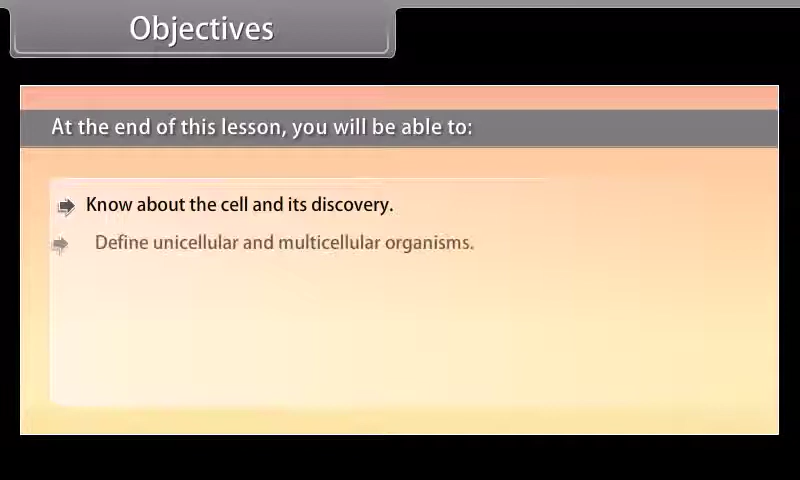 Objectives
At the end of this lesson, you will be able to:
Know about the cell and its discovery.
Define unicellular and multicellular organisms.